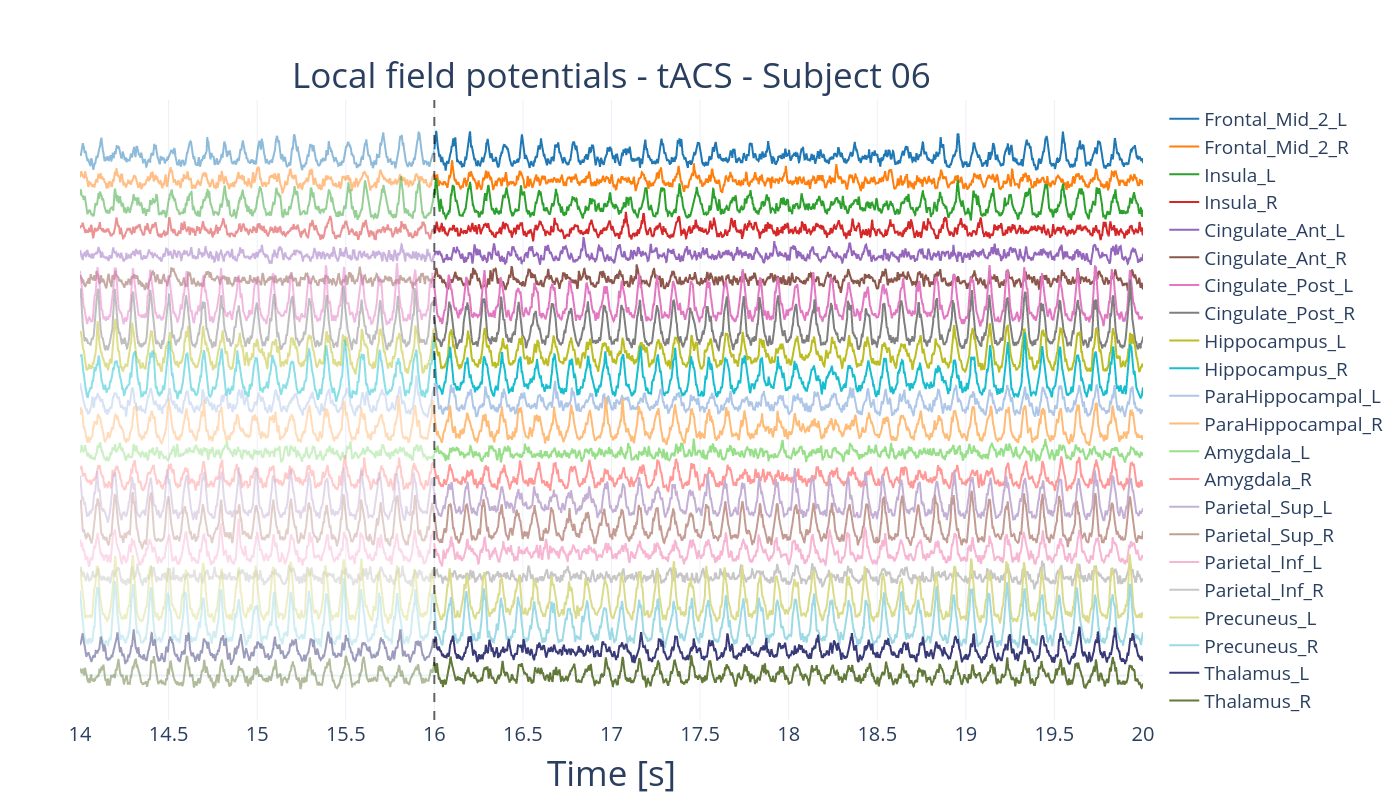 Local field potentials - tACS - Subject 06
Frontal_Mid_2_L
Frontal_Mid_2_R
Insula_L
Insula_R
Cingulate_Ant_L
Cingulate_Ant_R
Cingulate_Post_L
Cingulate_Post_R
Hippocampus_L
Hippocampus_R
ParaHippocampal_L
ParaHippocampal_R
Amygdala_L
Amygdala_R
Parietal_Sup_L
Parietal_Sup_R
Parietal_Inf_L
Parietal_Inf_R
Precuneus_L
Precuneus_R
Thalamus_L
Thalamus_R
14 14.5 15 15.5 16 16.5 17 17.5 18 18.5 19 19.5 20
Time [s]